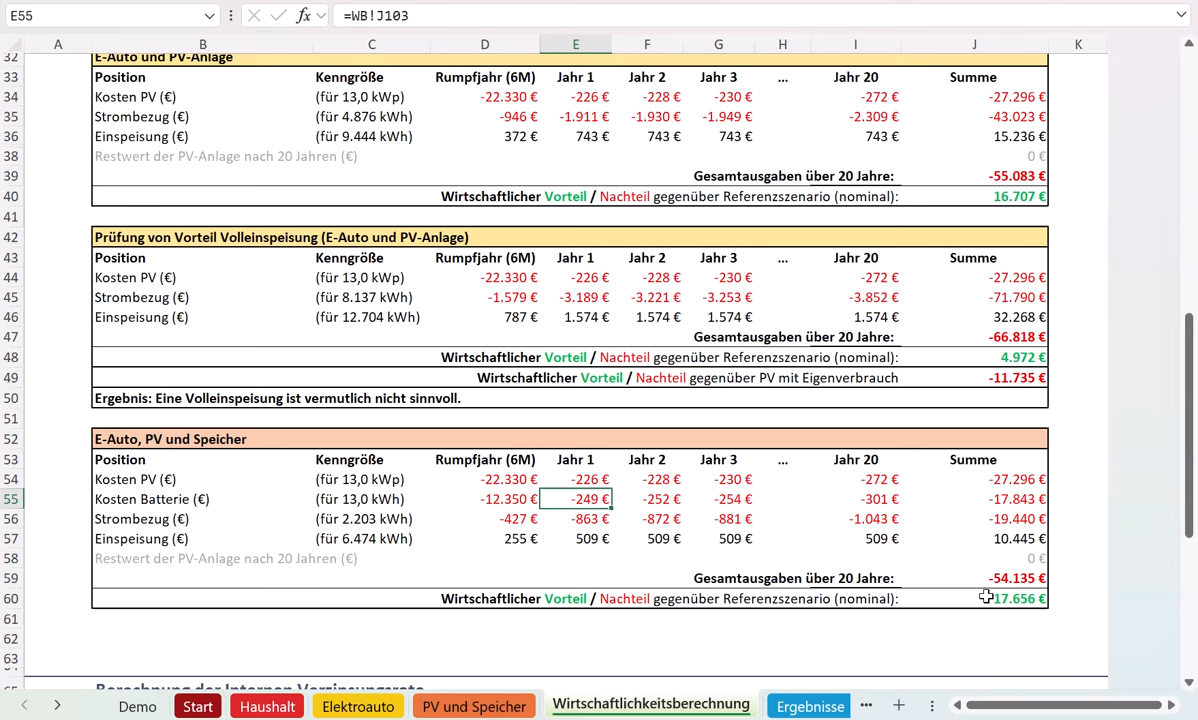 E55 fx =WB!J103
A B C D E F G H I J K
32 E-Auto und PV-Anlage
33 Position Kenngröße Rumpfjahr (6M) Jahr 1 Jahr 2 Jahr 3 ... Jahr 20 Summe
34 Kosten PV (€) (für 13,0 kWp) -22.330 € -226 € -228 € -230 € -272 € -27.296 €
35 Strombezug (€) (für 4.876 kWh) -946 € -1.911 € -1.930 € -1.949 € -2.309 € -43.023 €
36 Einspeisung (€) (für 9.444 kWh) 372 € 743 € 743 € 743 € 743 € 15.236 €
38 Restwert der PV-Anlage nach 20 Jahren (€) 0 €
39 Gesamtausgaben über 20 Jahre: -55.083 €
40 Wirtschaftlicher Vorteil / Nachteil gegenüber Referenzszenario (nominal): 16.707 €
41
42 Prüfung von Vorteil Volleinspeisung (E-Auto und PV-Anlage)
43 Position Kenngröße Rumpfjahr (6M) Jahr 1 Jahr 2 Jahr 3 ... Jahr 20 Summe
44 Kosten PV (€) (für 13,0 kWp) -22.330 € -226 € -228 € -230 € -272 € -27.296 €
45 Strombezug (€) (für 8.137 kWh) -1.579 € -3.189 € -3.221 € -3.253 € -3.852 € -71.790 €
46 Einspeisung (€) (für 12.704 kWh) 787 € 1.574 € 1.574 € 1.574 € 1.574 € 32.268 €
47 Gesamtausgaben über 20 Jahre: -66.818 €
48 Wirtschaftlicher Vorteil / Nachteil gegenüber Referenzszenario (nominal): 4.972 €
49 Wirtschaftlicher Vorteil / Nachteil gegenüber PV mit Eigenverbrauch -11.735 €
50 Ergebnis: Eine Volleinspeisung ist vermutlich nicht sinnvoll.
51
52 E-Auto, PV und Speicher
53 Position Kenngröße Rumpfjahr (6M) Jahr 1 Jahr 2 Jahr 3 ... Jahr 20 Summe
54 Kosten PV (€) (für 13,0 kWp) -22.330 € -226 € -228 € -230 € -272 € -27.296 €
55 Kosten Batterie (€) (für 13,0 kWh) -12.350 € -249 € -252 € -254 € -301 € -17.843 €
56 Strombezug (€) (für 2.203 kWh) -427 € -863 € -872 € -881 € -1.043 € -19.440 €
57 Einspeisung (€) (für 6.474 kWh) 255 € 509 € 509 € 509 € 509 € 10.445 €
58 Restwert der PV-Anlage nach 20 Jahren (€) 0 €
59 Gesamtausgaben über 20 Jahre: -54.135 €
60 Wirtschaftlicher Vorteil / Nachteil gegenüber Referenzszenario (nominal): 17.656 €
61
62
63
Berechnung der Internen Verzinsungsrate
Demo Start Haushalt Elektroauto PV und Speicher Wirtschaftlichkeitsberechnung Ergebnisse